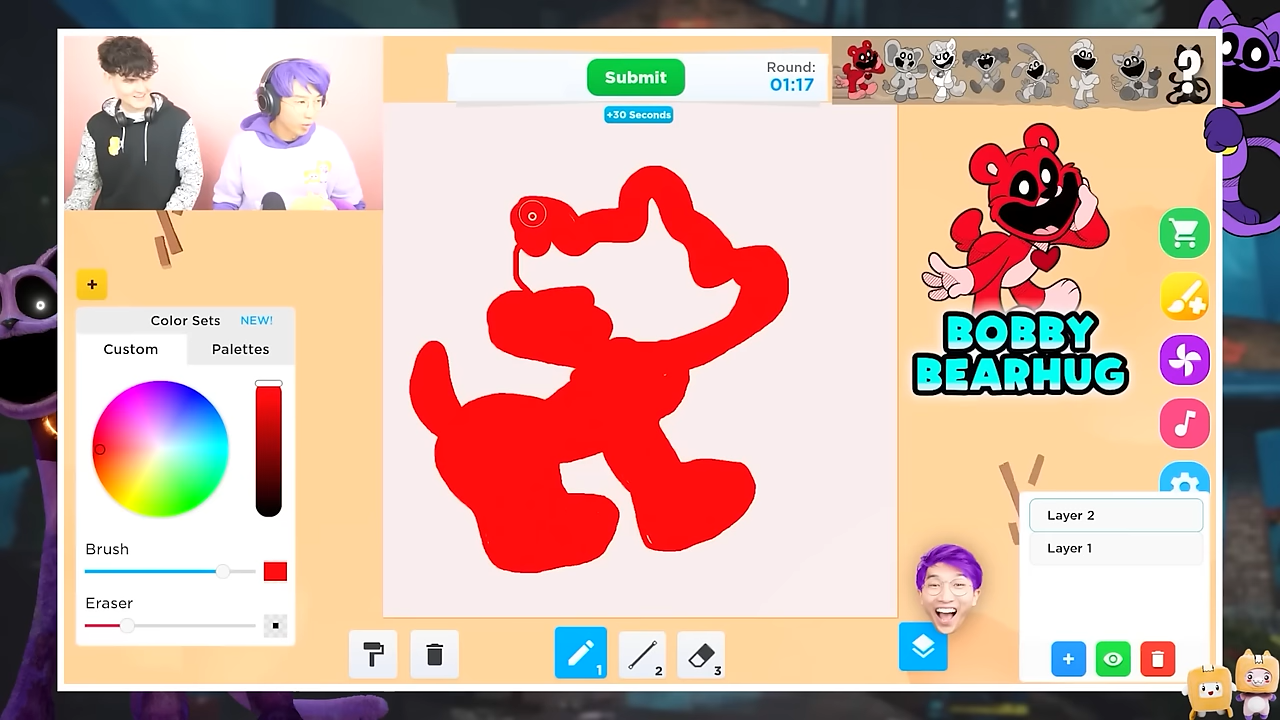 Submit
Round:
01:17
+30 Seconds
?
+
Color Sets NEW!
Custom Palettes
Brush
Eraser
BOBBY
BEARHUG
Layer 2
Layer 1
1
2
3
+